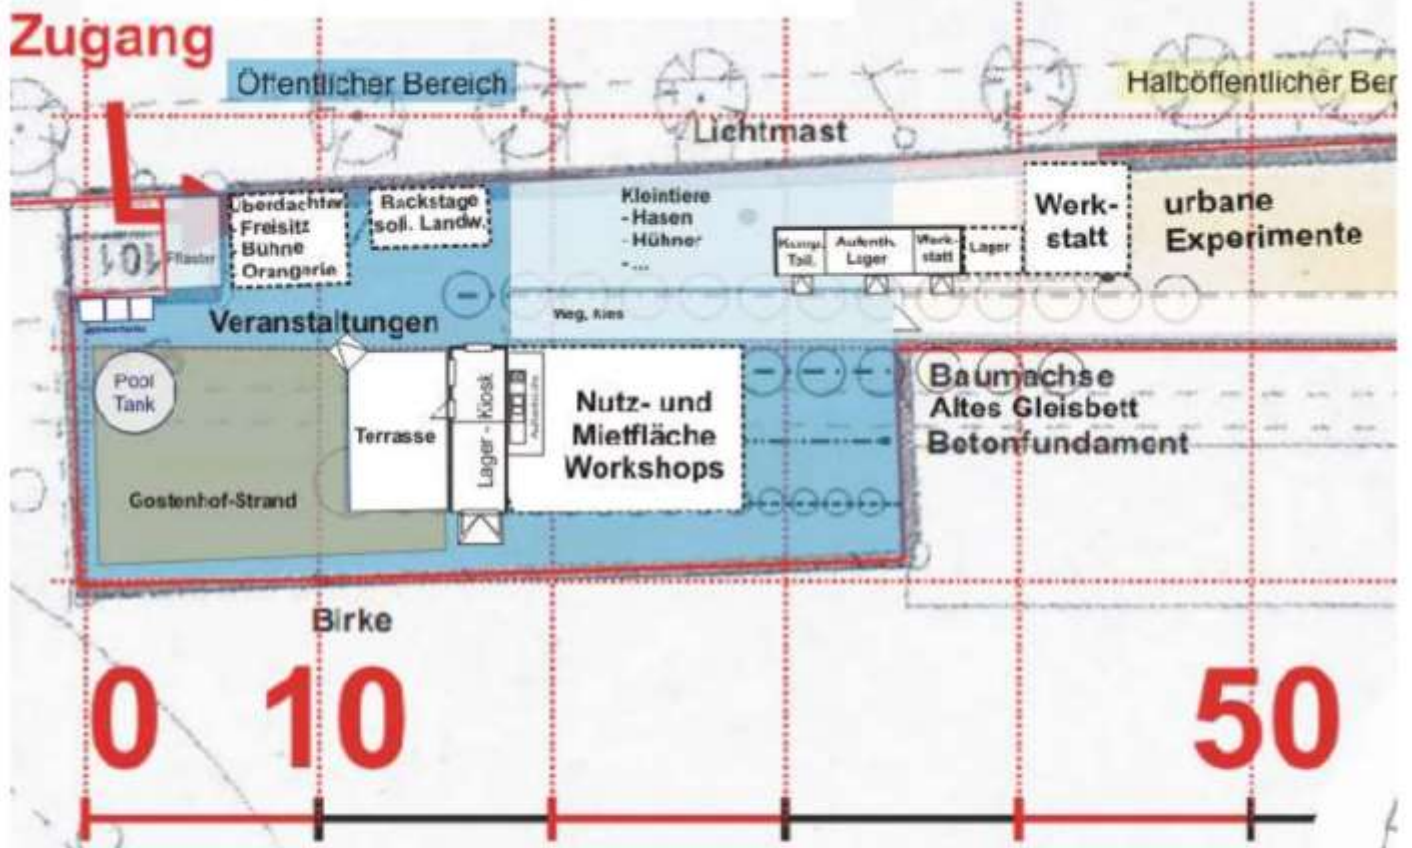 Zugang
Öffentlicher Bereich
Halböffentlicher Ber
Lichtmast
Überdachter
- Freisitz
- Bühne
- Orangerie
Backstage
soll. Landw.
Kleintiere
- Hasen
- Hühner
- ...
Komp.
Toil.
Aufenth.
Lager
Werk-
statt
Lager
Werk-
statt
urbane
Experimente
101
Pflaster
Veranstaltungen
Weg, Kies
Pool
Tank
Terrasse
Lager - Kiosk
Nutz- und
Mietfläche
Workshops
Baumachse
Altes Gleisbett
Betonfundament
Gostenhof-Strand
Birke
0 10 50